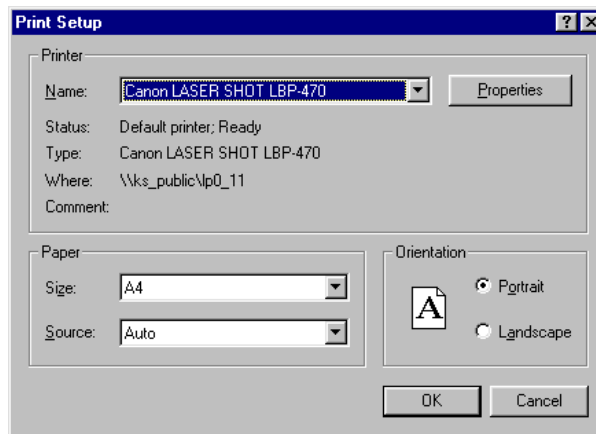 Print Setup
Printer
Name: Canon LASER SHOT LBP-470 Properties
Status: Default printer; Ready
Type: Canon LASER SHOT LBP-470
Where: \\ks_public\lp0_11
Comment:
Paper
Size: A4
Source: Auto
Orientation
A
Portrait
Landscape
OK Cancel